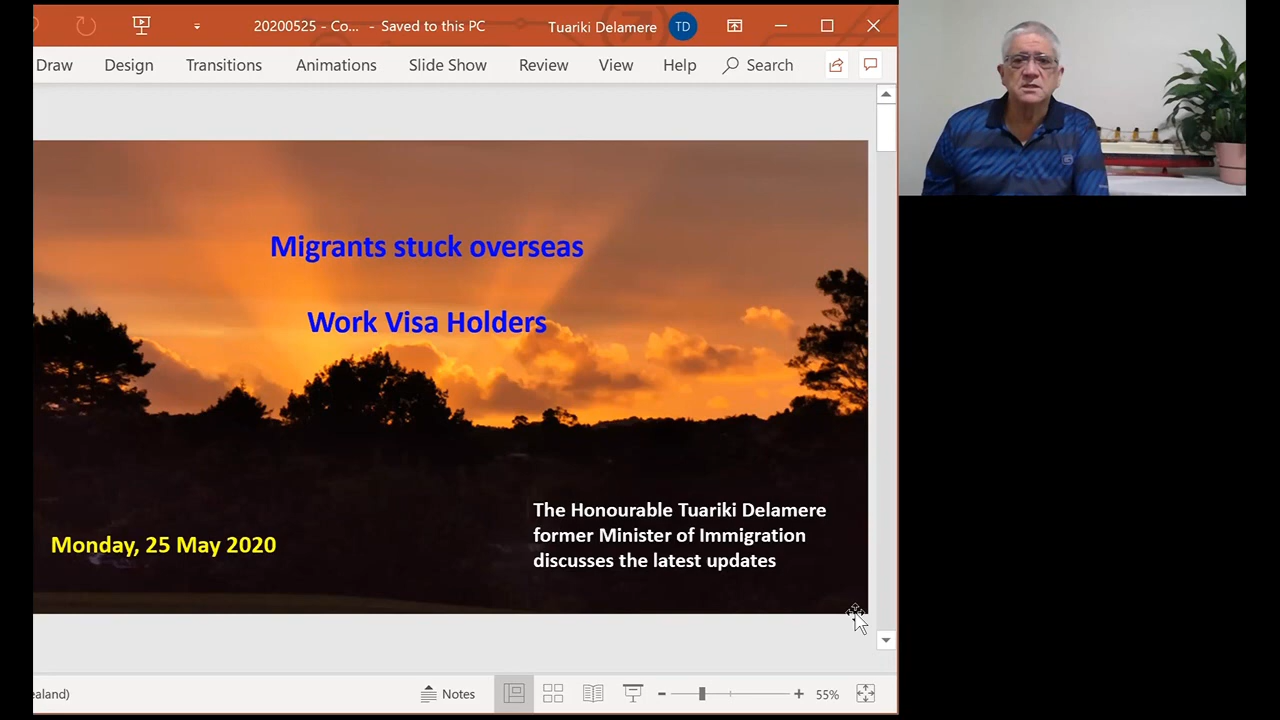 20200525 - Co... - Saved to this PC
Tuariki Delamere TD
Draw Design Transitions Animations Slide Show Review View Help Search
Migrants stuck overseas
Work Visa Holders
The Honourable Tuariki Delamere
former Minister of Immigration
discusses the latest updates
Monday, 25 May 2020
ealand) Notes 55%